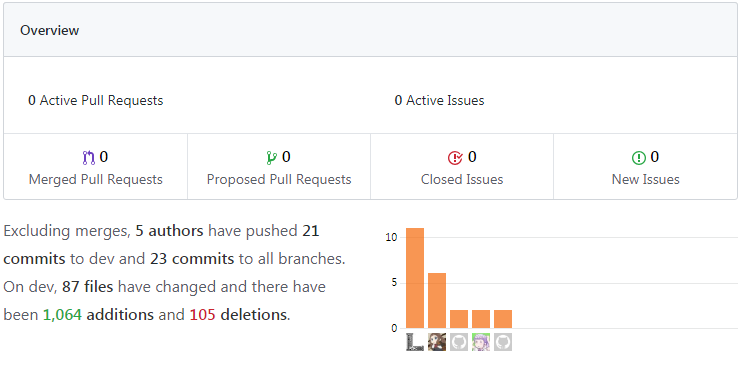 Overview
0 Active Pull Requests
0 Active Issues
0
Merged Pull Requests
0
Proposed Pull Requests
0
Closed Issues
0
New Issues
Excluding merges, 5 authors have pushed 21
commits to dev and 23 commits to all branches.
On dev, 87 files have changed and there have
been 1,064 additions and 105 deletions.
10
5
0